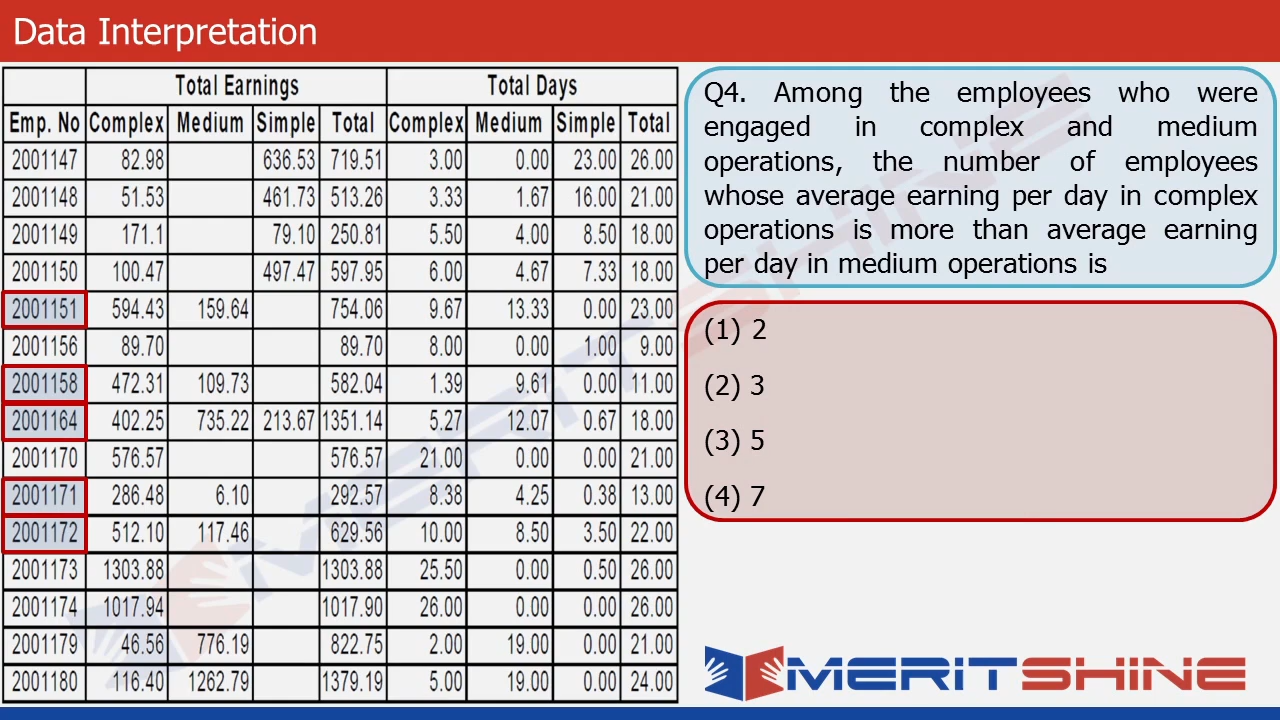 Data Interpretation
Total Earnings Total Days
Emp. No Complex Medium Simple Total Complex Medium Simple Total
2001147 82.98 636.53 719.51 3.00 0.00 23.00 26.00
2001148 51.53 461.73 513.26 3.33 1.67 16.00 21.00
2001149 171.1 79.10 250.81 5.50 4.00 8.50 18.00
2001150 100.47 497.47 597.95 6.00 4.67 7.33 18.00
2001151 594.43 159.64 754.06 9.67 13.33 0.00 23.00
2001156 89.70 89.70 8.00 0.00 1.00 9.00
2001158 472.31 109.73 582.04 1.39 9.61 0.00 11.00
2001164 402.25 735.22 213.67 1351.14 5.27 12.07 0.67 18.00
2001170 576.57 576.57 21.00 0.00 0.00 21.00
2001171 286.48 6.10 292.57 8.38 4.25 0.38 13.00
2001172 512.10 117.46 629.56 10.00 8.50 3.50 22.00
2001173 1303.88 1303.88 25.50 0.00 0.50 26.00
2001174 1017.94 1017.90 26.00 0.00 0.00 26.00
2001179 46.56 776.19 822.75 2.00 19.00 0.00 21.00
2001180 116.40 1262.79 1379.19 5.00 19.00 0.00 24.00
Q4. Among the employees who were
engaged in complex and medium
operations, the number of employees
whose average earning per day in complex
operations is more than average earning
per day in medium operations is
(1) 2
(2) 3
(3) 5
(4) 7
MERITSHINE
MERITSHINE